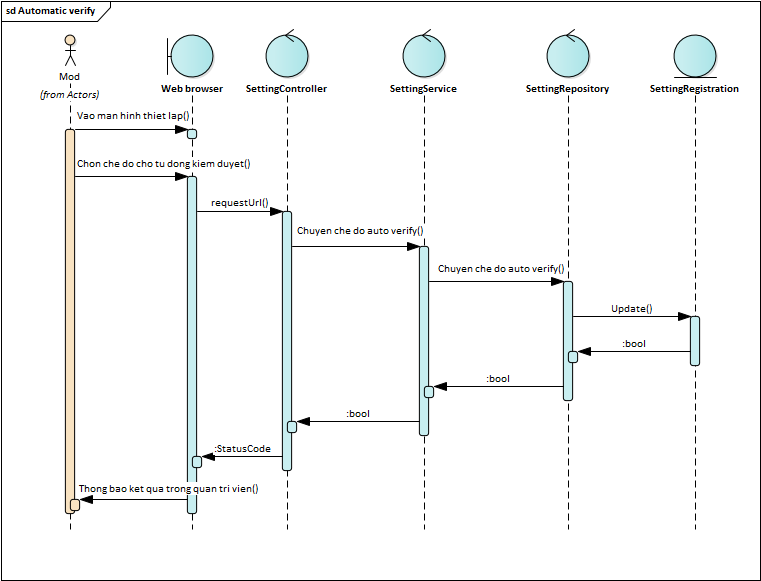 sd Automatic verify
Mod
(from Actors)
Web browser
SettingController
SettingService
SettingRepository
SettingRegistration
Vao man hinh thiet lap()
Chon che do cho tu dong kiem duyet()
requestUrl()
Chuyen che do auto verify()
Chuyen che do auto verify()
Update()
:bool
:bool
:bool
:StatusCode
Thong bao ket qua trong quan tri vien()